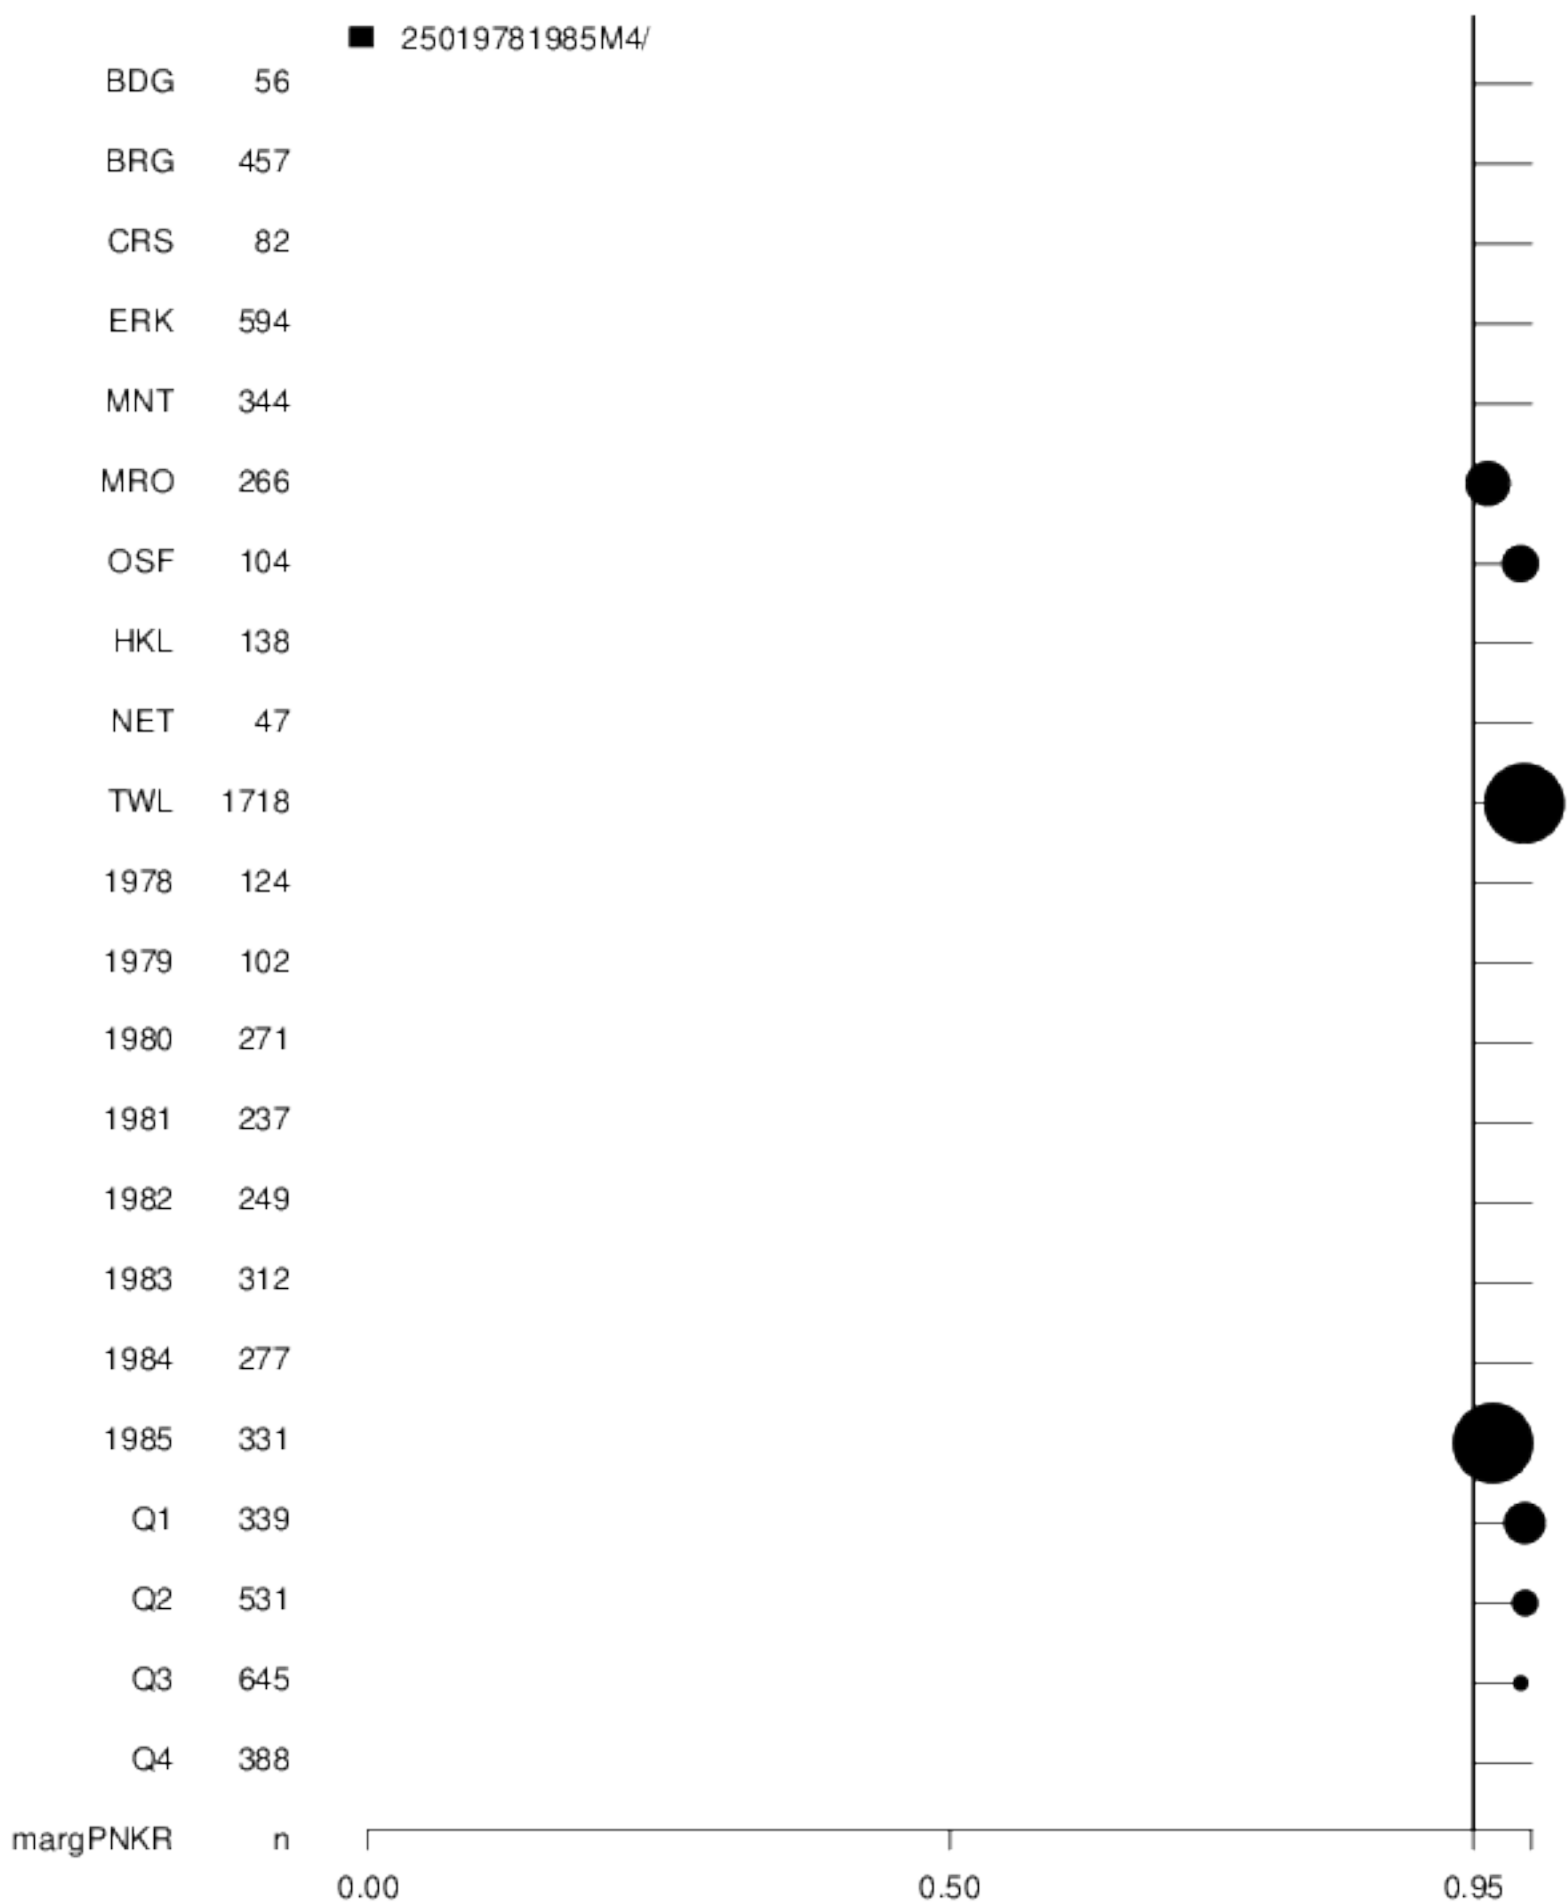 25019781985M4/
BDG 56
BRG 457
CRS 82
ERK 594
MNT 344
MRO 266
OSF 104
HKL 138
NET 47
TWL 1718
1978 124
1979 102
1980 271
1981 237
1982 249
1983 312
1984 277
1985 331
Q1 339
Q2 531
Q3 645
Q4 388
margPNKR n
0.00 0.50 0.95